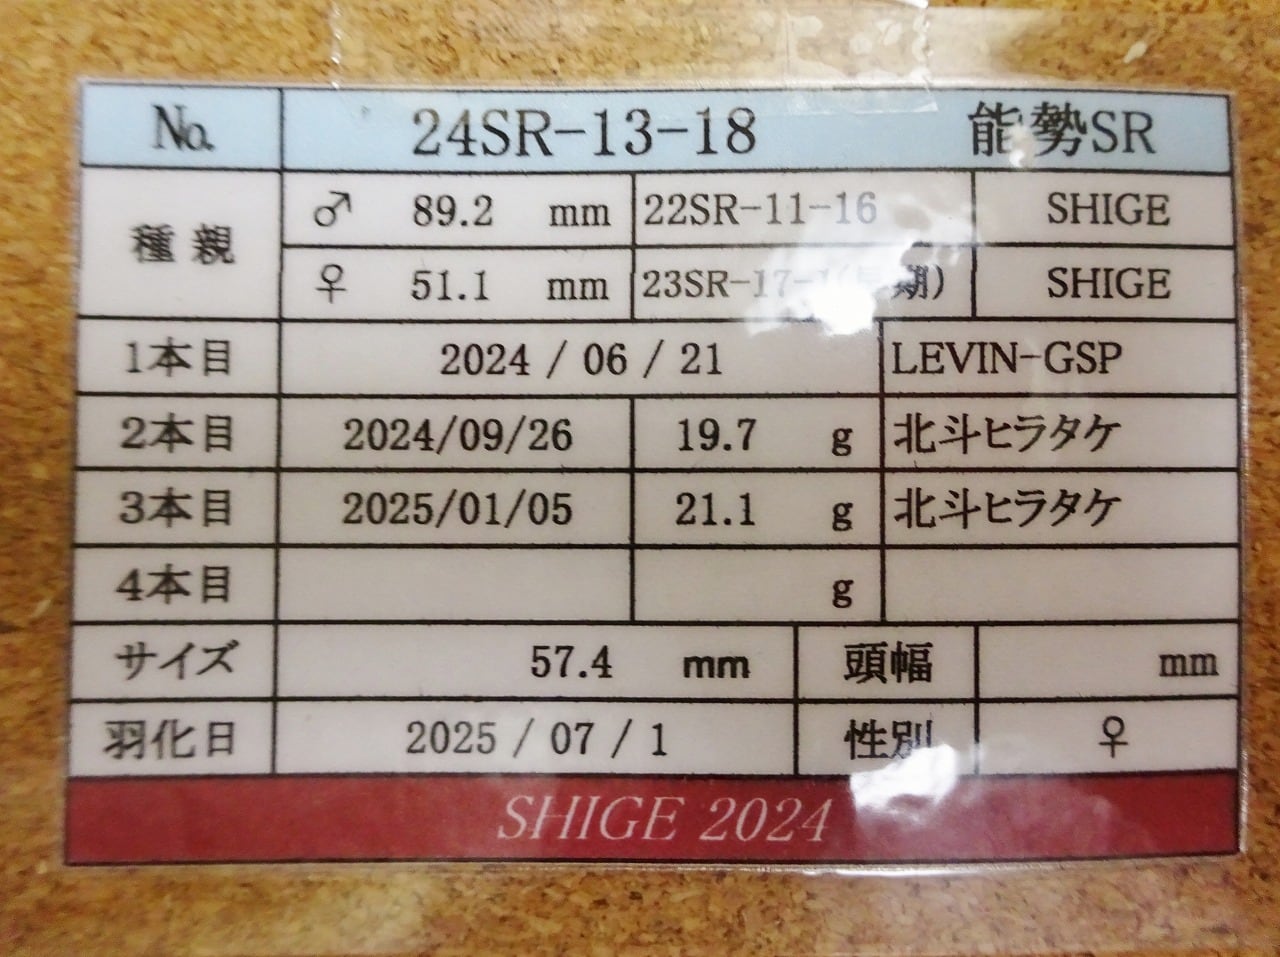 No. 24SR-13-18 能勢SR
種親 ♂ 89.2 mm 22SR-11-16 SHIGE
♀ 51.1 mm 23SR-17- 期) SHIGE
1本目 2024 / 06 / 21 LEVIN-GSP
2本目 2024/09/26 19.7 g 北斗ヒラタケ
3本目 2025/01/05 21.1 g 北斗ヒラタケ
4本目 g
サイズ 57.4 mm 頭幅 mm
羽化日 2025 / 07 / 1 性別 ♀
SHIGE 2024